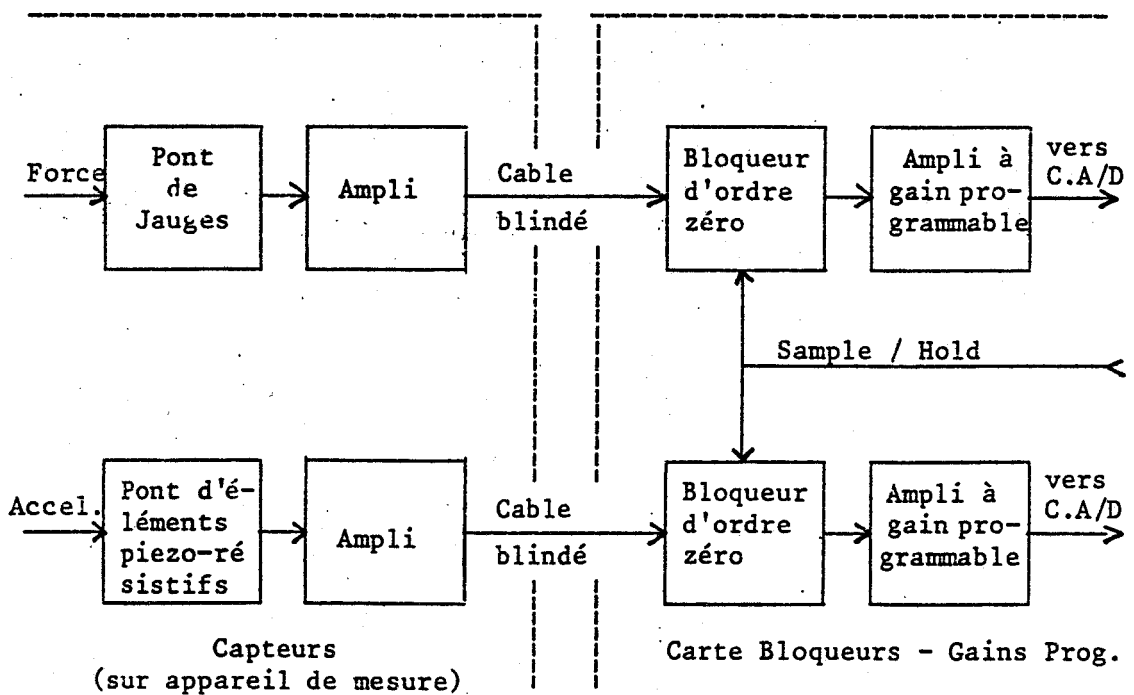 Force
Pont
de
Jauges
Ampli
Cable
blindé
Bloqueur
d'ordre
zéro
Ampli à
gain pro-
grammable
vers
C.A/D
Sample / Hold
Accel.
Pont d'é-
léments
piezo-ré
sistifs
Ampli
Cable
blindé
Bloqueur
d'ordre
zéro
Ampli à
gain pro-
grammable
vers
C.A/D
Capteurs
(sur appareil de mesure)
Carte Bloqueurs - Gains Prog.